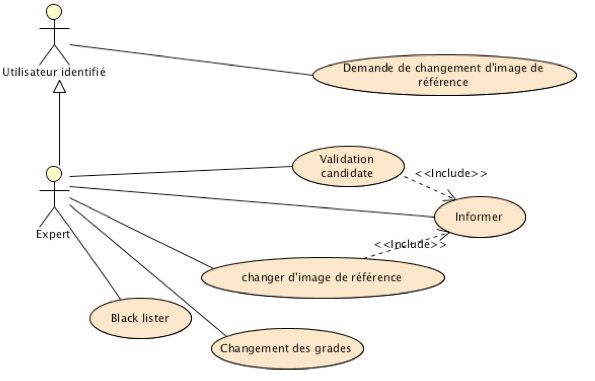 Utilisateur identifié
Demande de changement d'image de
référence
Validation
candidate
<<Include>>
Informer
Expert
<<Include>>
changer d'image de référence
Black lister
Changement des grades